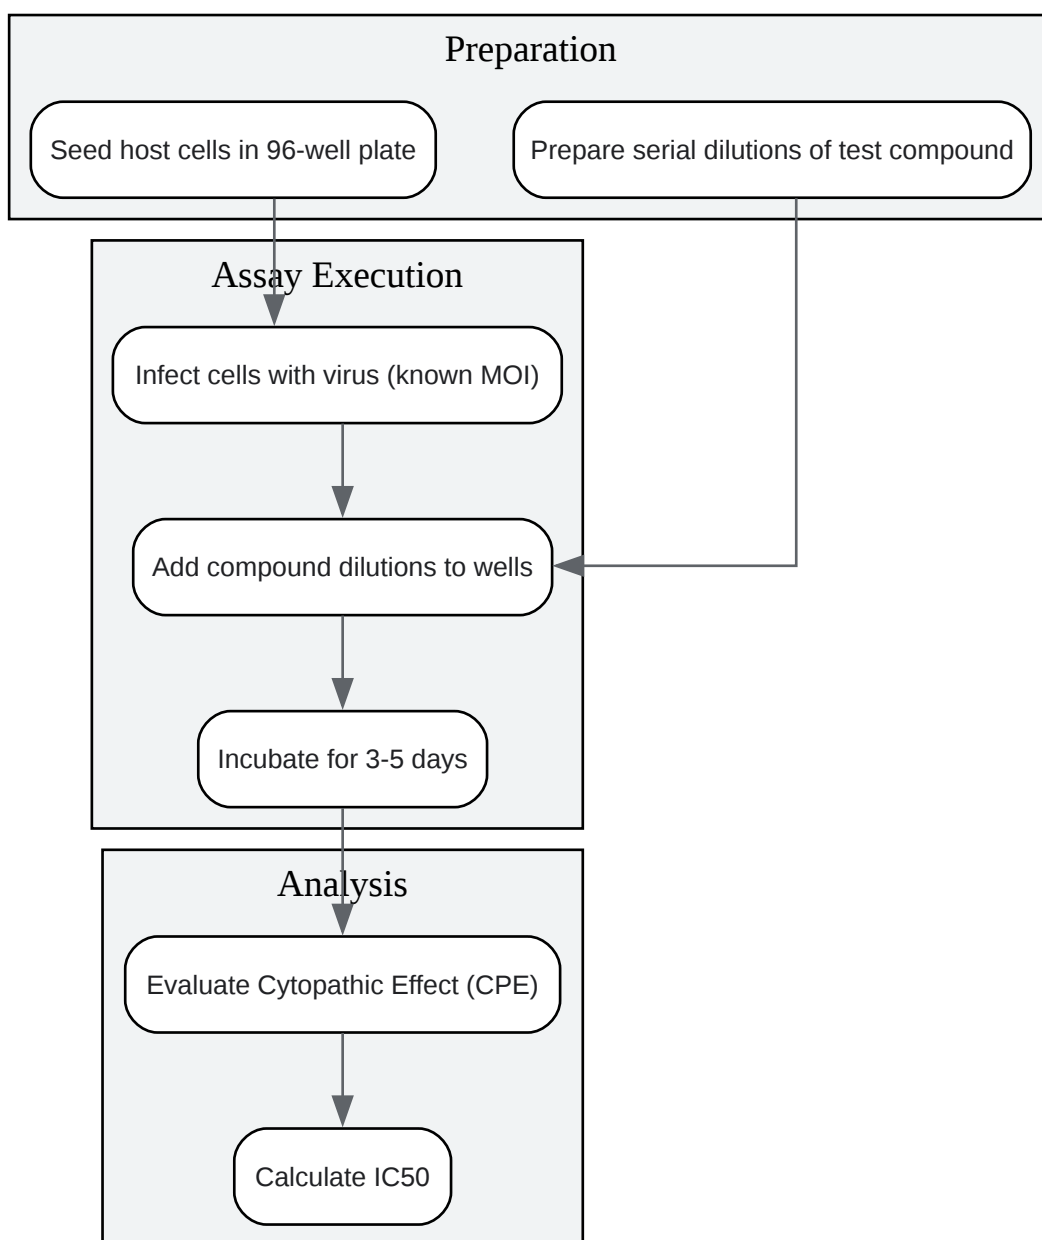 Preparation
Seed host cells in 96-well plate
Prepare serial dilutions of test compound
Assay Execution
Infect cells with virus (known MOI)
Add compound dilutions to wells
Incubate for 3-5 days
Analysis
Evaluate Cytopathic Effect (CPE)
Calculate IC50